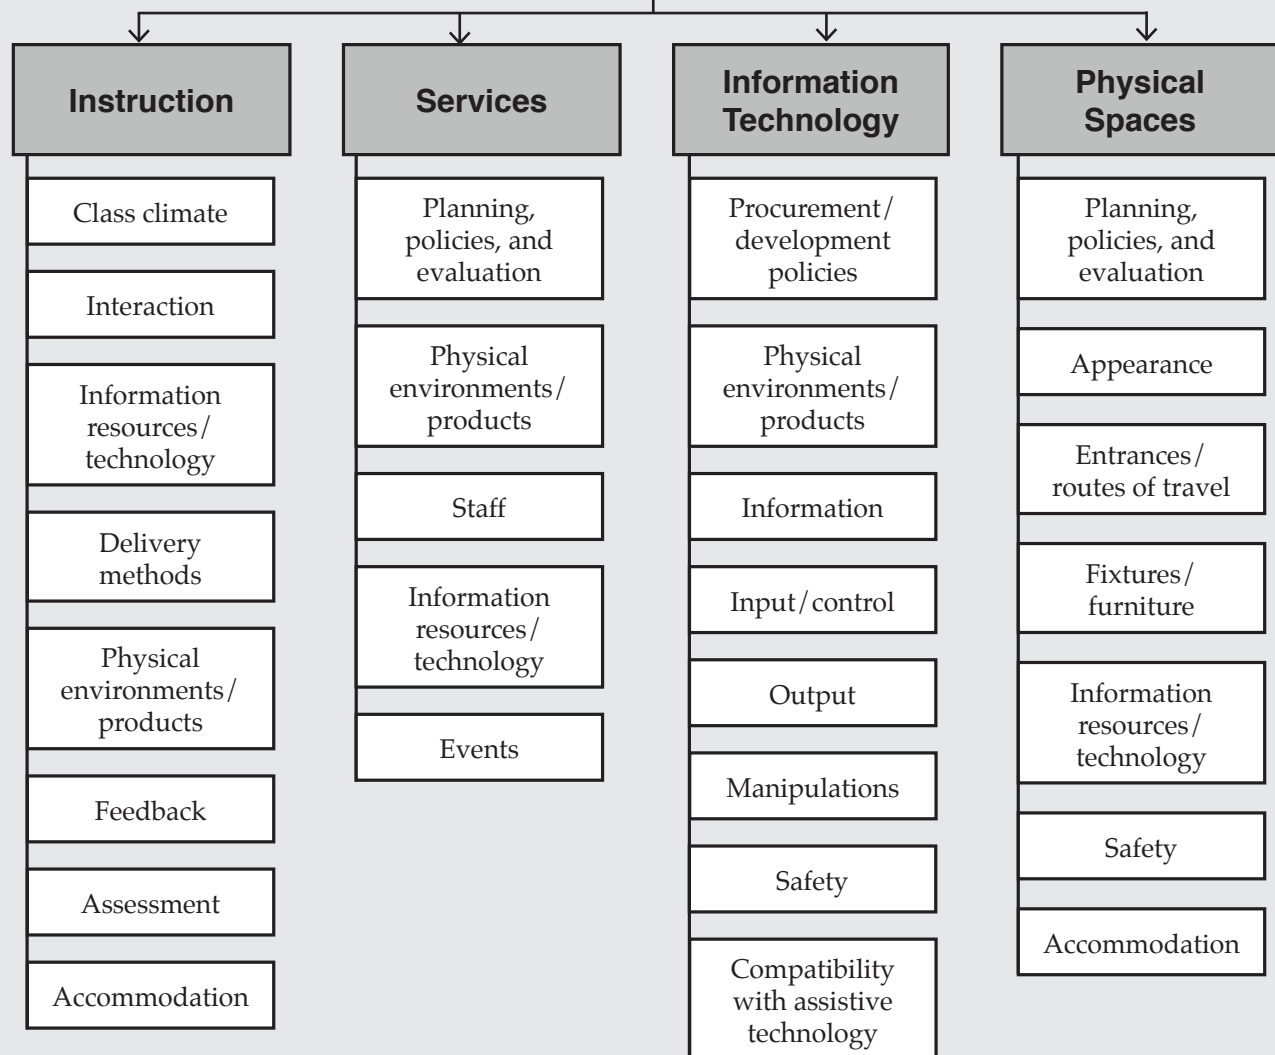 Instruction
Class climate
Interaction
Information
resources/
technology
Delivery
methods
Physical
environments/
products
Feedback
Assessment
Accommodation
Services
Planning,
policies, and
evaluation
Physical
environments/
products
Staff
Information
resources/
technology
Events
Information
Technology
Procurement/
development
policies
Physical
environments/
products
Information
Input/control
Output
Manipulations
Safety
Compatibility
with assistive
technology
Physical
Spaces
Planning,
policies, and
evaluation
Appearance
Entrances/
routes of travel
Fixtures/
furniture
Information
resources/
technology
Safety
Accommodation